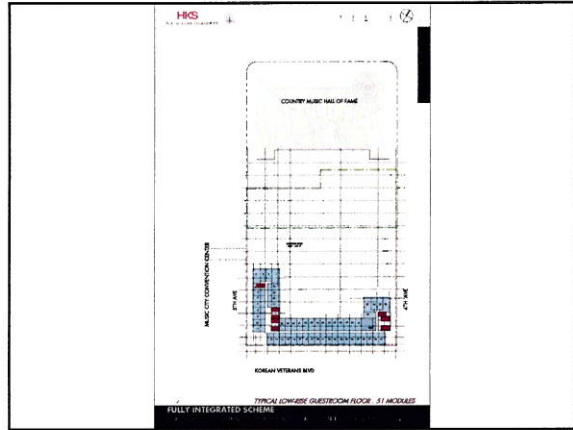 HKS
COUNTRY MUSIC HALL OF FAME
MUSIC CITY CONVENTION CENTER
5TH AVE
4TH AVE
KOREAN VETERANS BLVD
TYPICAL LOW-RISE GUESTROOM FLOOR : 51 MODULES
FULLY INTEGRATED SCHEME